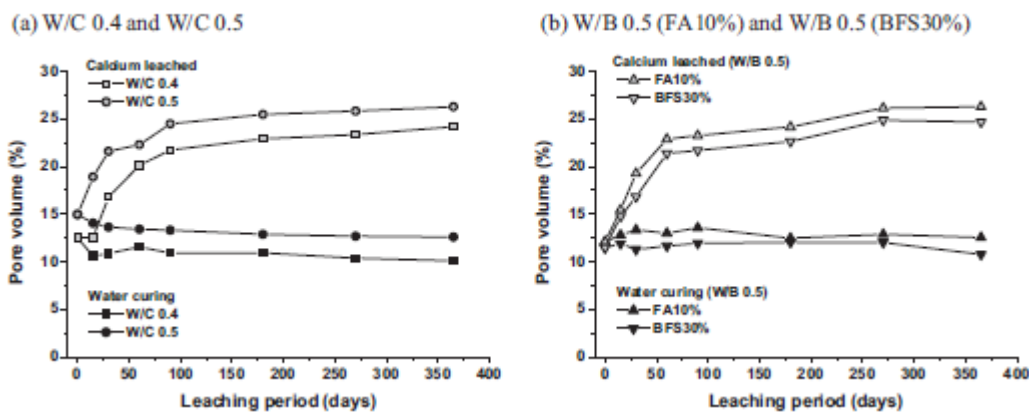 (a) W/C 0.4 and W/C 0.5
Calcium leached
W/C 0.4
W/C 0.5
Water curing
W/C 0.4
W/C 0.5
Pore volume (%)
30
25
20
15
10
5
0
0 50 100 150 200 250 300 350 400
Leaching period (days)
(b) W/B 0.5 (FA10%) and W/B 0.5 (BFS30%)
Calcium leached (W/B 0.5)
FA10%
BFS30%
Water curing (W/B 0.5)
FA10%
BFS30%
Pore volume (%)
30
25
20
15
10
5
0
0 50 100 150 200 250 300 350 400
Leaching period (days)